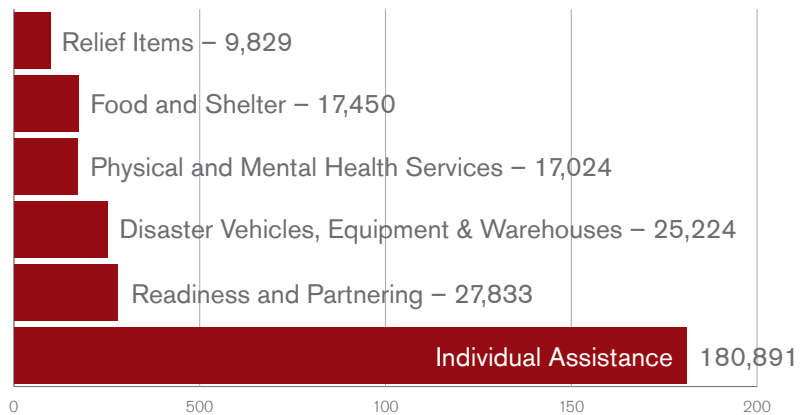 Relief Items – 9,829
Food and Shelter – 17,450
Physical and Mental Health Services – 17,024
Disaster Vehicles, Equipment & Warehouses – 25,224
Readiness and Partnering – 27,833
Individual Assistance 180,891
0 500 100 150 200